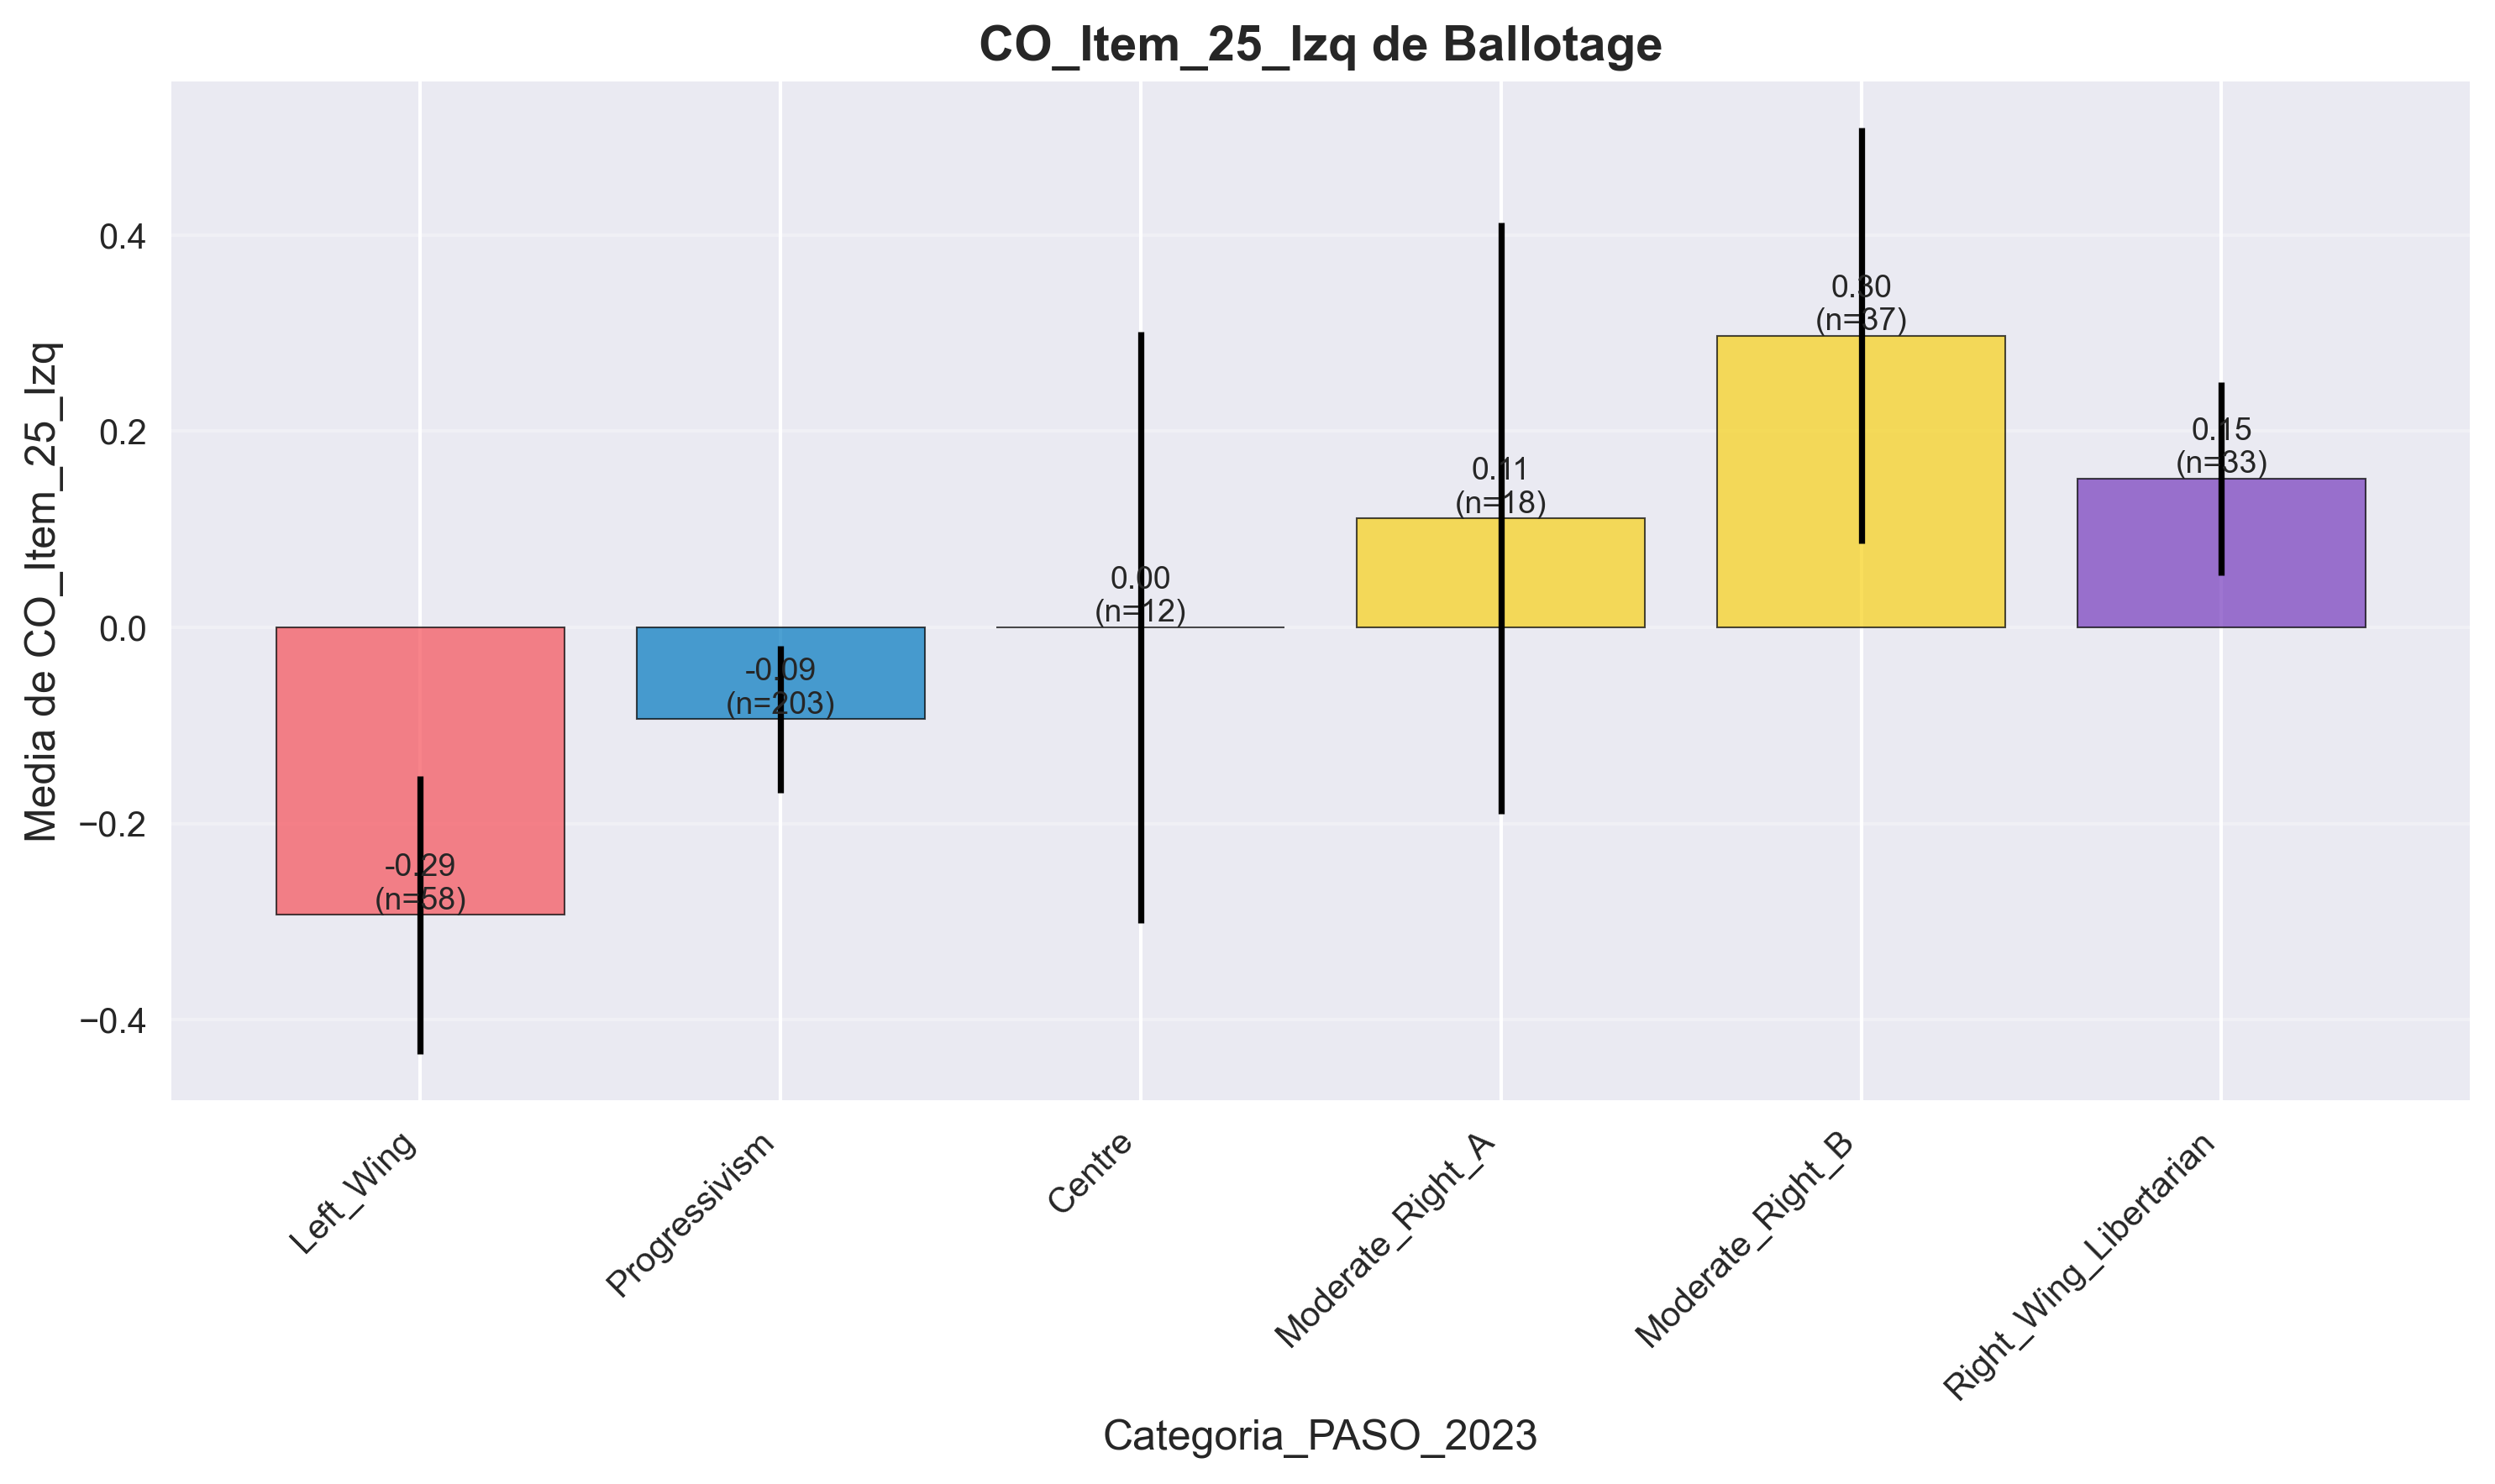 CO_Item_25_Izq de Ballotage
Media de CO_Item_25_Izq
0.4
0.2
0.0
−0.2
−0.4
-0.29
(n=58)
-0.09
(n=203)
0.00
(n=12)
0.11
(n=18)
0.30
(n=37)
0.15
(n=33)
Left_Wing
Progressivism
Centre
Moderate_Right_A
Moderate_Right_B
Right_Wing_Libertarian
Categoria_PASO_2023